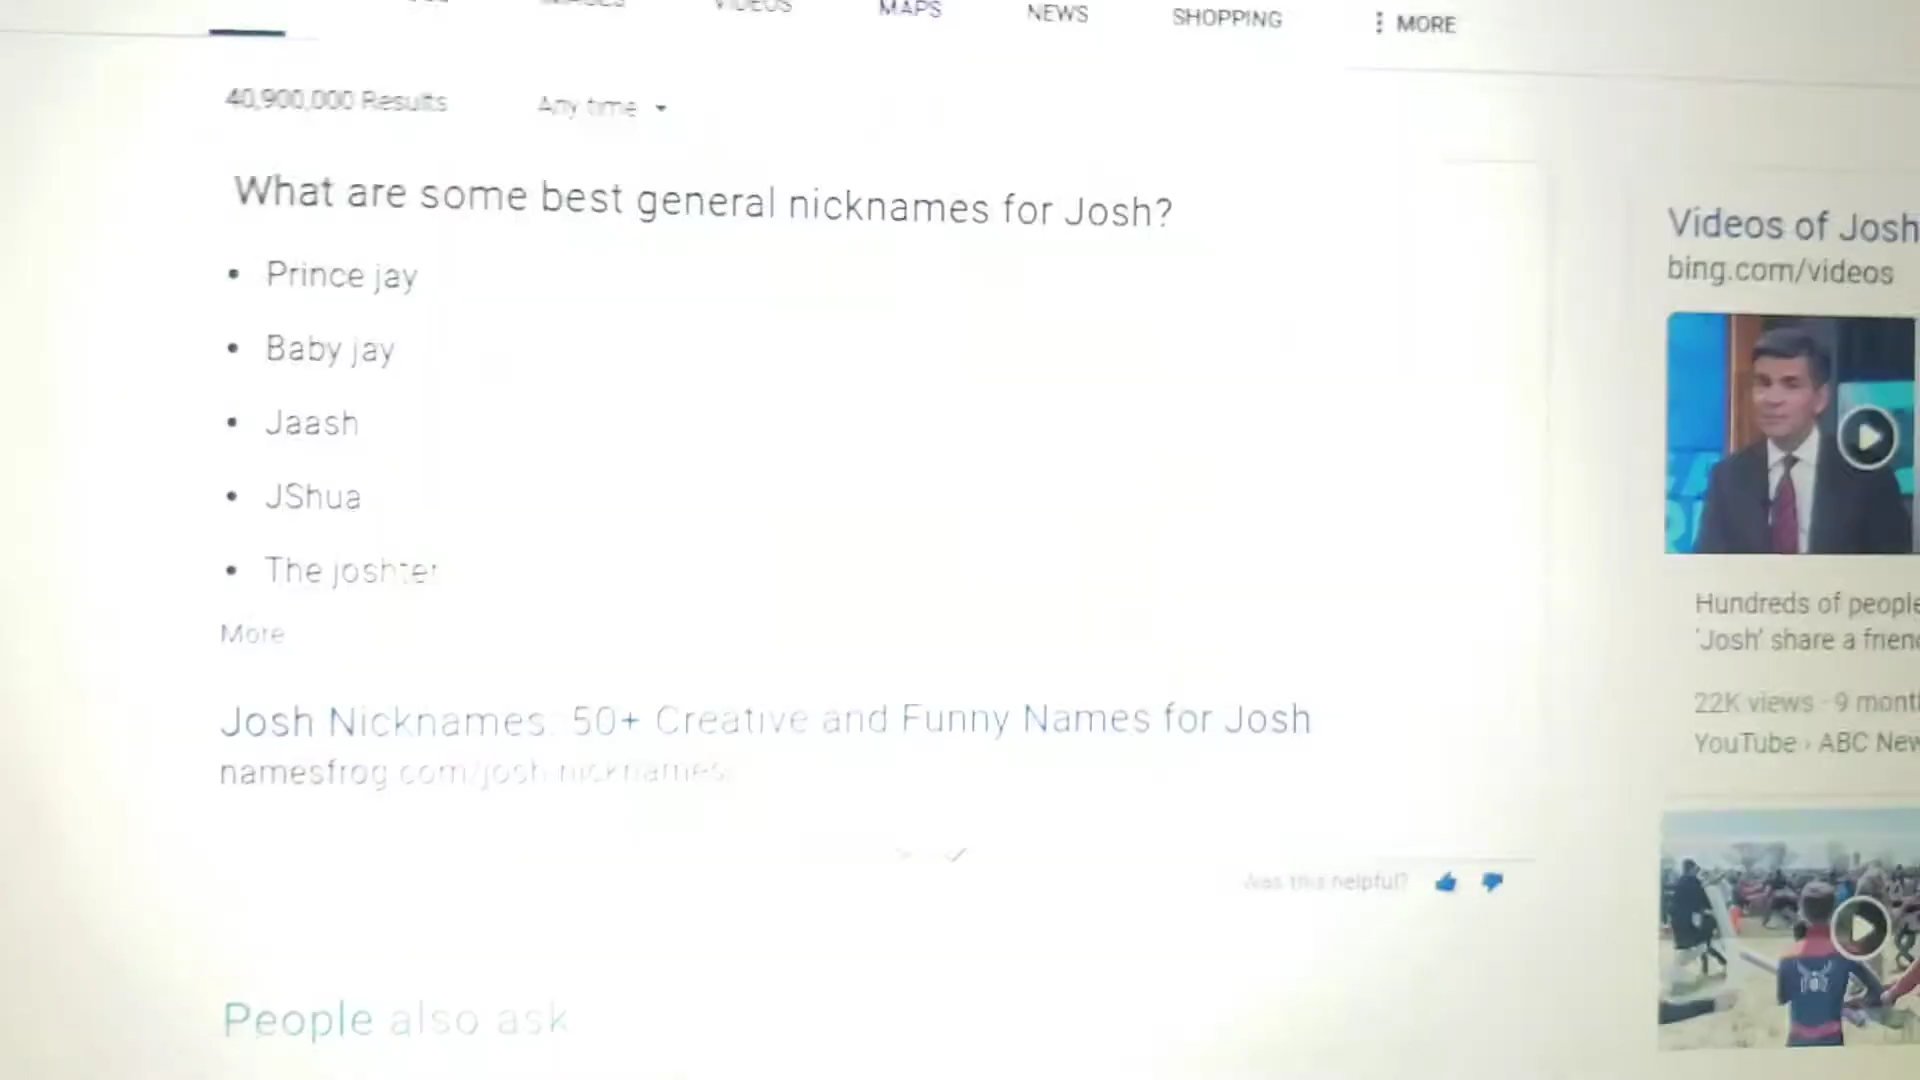 VIDEOS
MAPS
NEWS
SHOPPING
MORE
40,900,000 Results
Any time
What are some best general nicknames for Josh?
• Prince jay
• Baby jay
• Jaash
• JShua
• The joshter
More
Josh Nicknames: 50+ Creative and Funny Names for Josh
namesfrog.com/josh-nicknames
Was this helpful?
People also ask
Videos of Josh
bing.com/videos
Hundreds of people
'Josh' share a frien
22K views · 9 mont
YouTube › ABC New